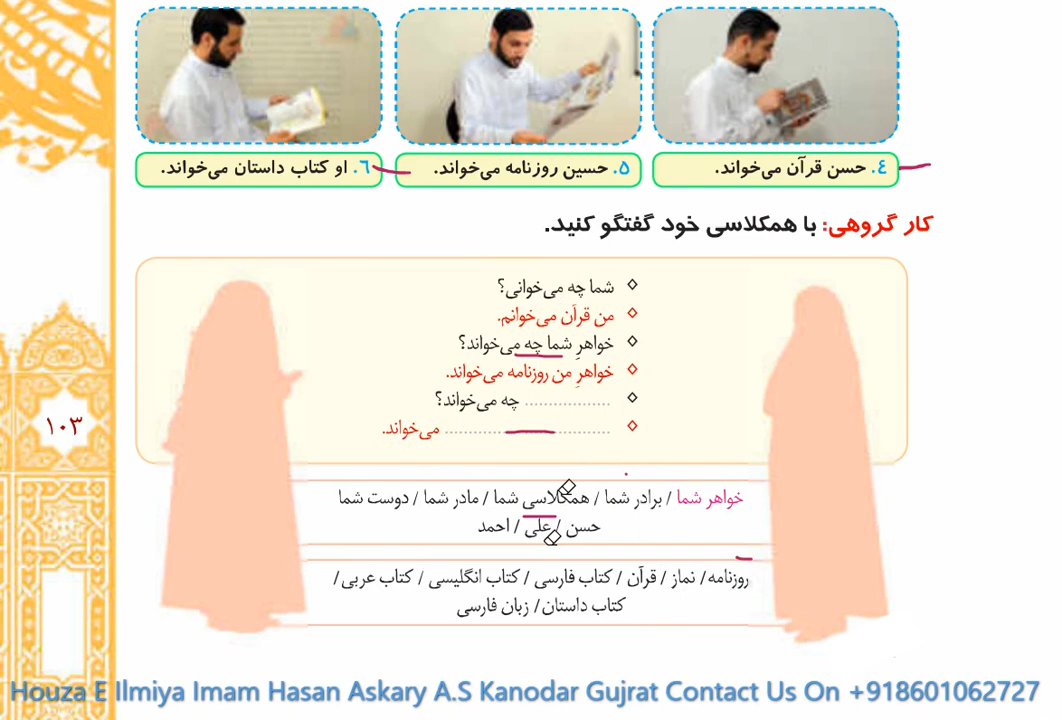 ٤. حسن قرآن می‌خواند.
٥. حسین روزنامه می‌خواند.
٦. او کتاب داستان می‌خواند.
کار گروهی: با همکلاسی خود گفتگو کنید.
شما چه می‌خوانی؟
من قرآن می‌خوانم.
خواهرِ شما چه می‌خواند؟
خواهرِ من روزنامه می‌خواند.
.................. چه می‌خواند؟
.................................. می‌خواند.
١٠٣
خواهر شما / برادر شما / همکلاسی شما / مادر شما / دوست شما
حسن / علی / احمد
روزنامه/ نماز / قرآن / کتاب فارسی / کتاب انگلیسی / کتاب عربی/
کتاب داستان/ زبان فارسی
Houza E Ilmiya Imam Hasan Askary A.S Kanodar Gujrat Contact Us On +918601062727